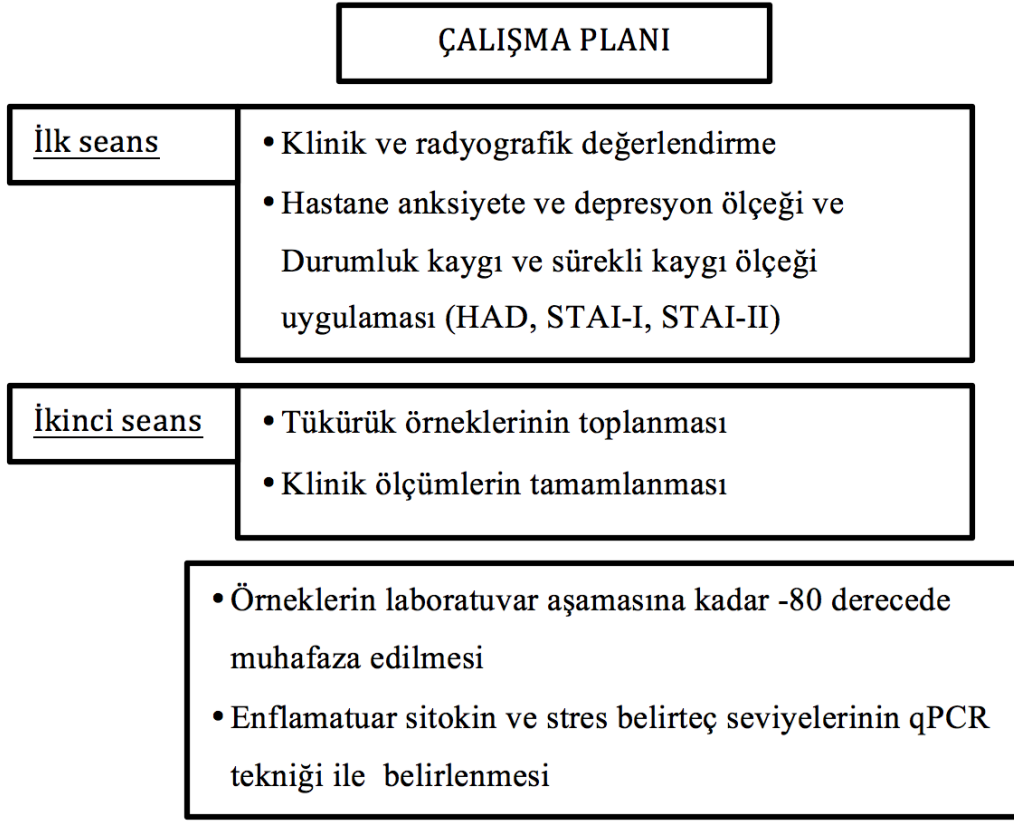 ÇALIŞMA PLANI
İlk seans
• Klinik ve radyografik değerlendirme
• Hastane anksiyete ve depresyon ölçeği ve
Durumluk kaygı ve sürekli kaygı ölçeği
uygulaması (HAD, STAI-I, STAI-II)
İkinci seans
• Tükürük örneklerinin toplanması
• Klinik ölçümlerin tamamlanması
• Örneklerin laboratuvar aşamasına kadar -80 derecede
muhafaza edilmesi
• Enflamatuar sitokin ve stres belirteç seviyelerinin qPCR
tekniği ile belirlenmesi